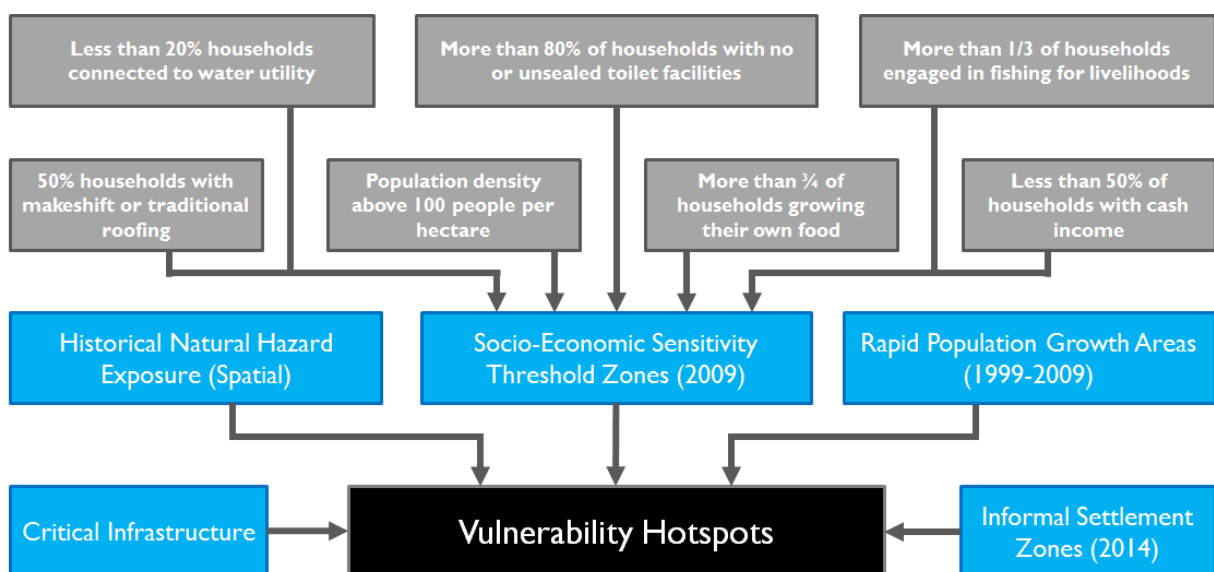 Less than 20% households
connected to water utility
More than 80% of households with no
or unsealed toilet facilities
More than 1/3 of households
engaged in fishing for livelihoods
50% households with
makeshift or traditional
roofing
Population density
above 100 people per
hectare
More than ¾ of
households growing
their own food
Less than 50% of
households with cash
income
Historical Natural Hazard
Exposure (Spatial)
Socio-Economic Sensitivity
Threshold Zones (2009)
Rapid Population Growth Areas
(1999-2009)
Critical Infrastructure
Vulnerability Hotspots
Informal Settlement
Zones (2014)